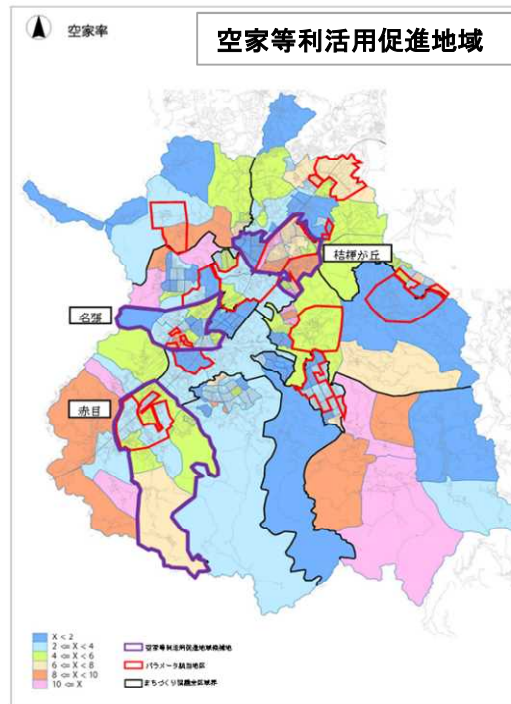 空家率
空家等利活用促進地域
桔梗が丘
名張
赤目
X < 2
2 <= X < 4
4 <= X < 6
6 <= X < 8
8 <= X < 10
10 <= X
空家等利活用促進地域候補地
パラメータ該当地区
まちづくり協議会区域界